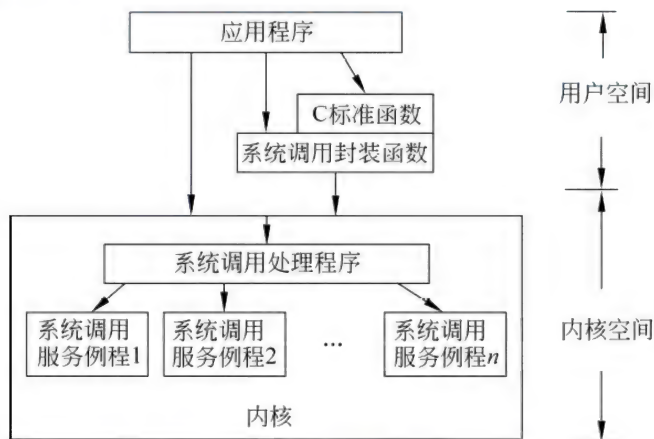 应用程序
用户空间
C标准函数
系统调用封装函数
系统调用处理程序
系统调用
服务例程1
系统调用
服务例程2
...
系统调用
服务例程n
内核空间
内核